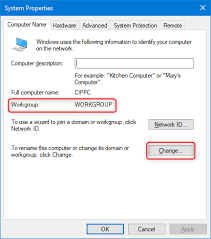 System Properties
Computer Name Hardware Advanced System Protection Remote
Windows uses the following information to identify your computer
on the network.
Computer description:
For example: "Kitchen Computer" or "Mary's
Computer".
Full computer name: CIPPC
Workgroup: WORKGROUP
To use a wizard to join a domain or workgroup, click
Network ID.
Network ID...
To rename this computer or change its domain or
workgroup, click Change.
Change...
OK Cancel Apply